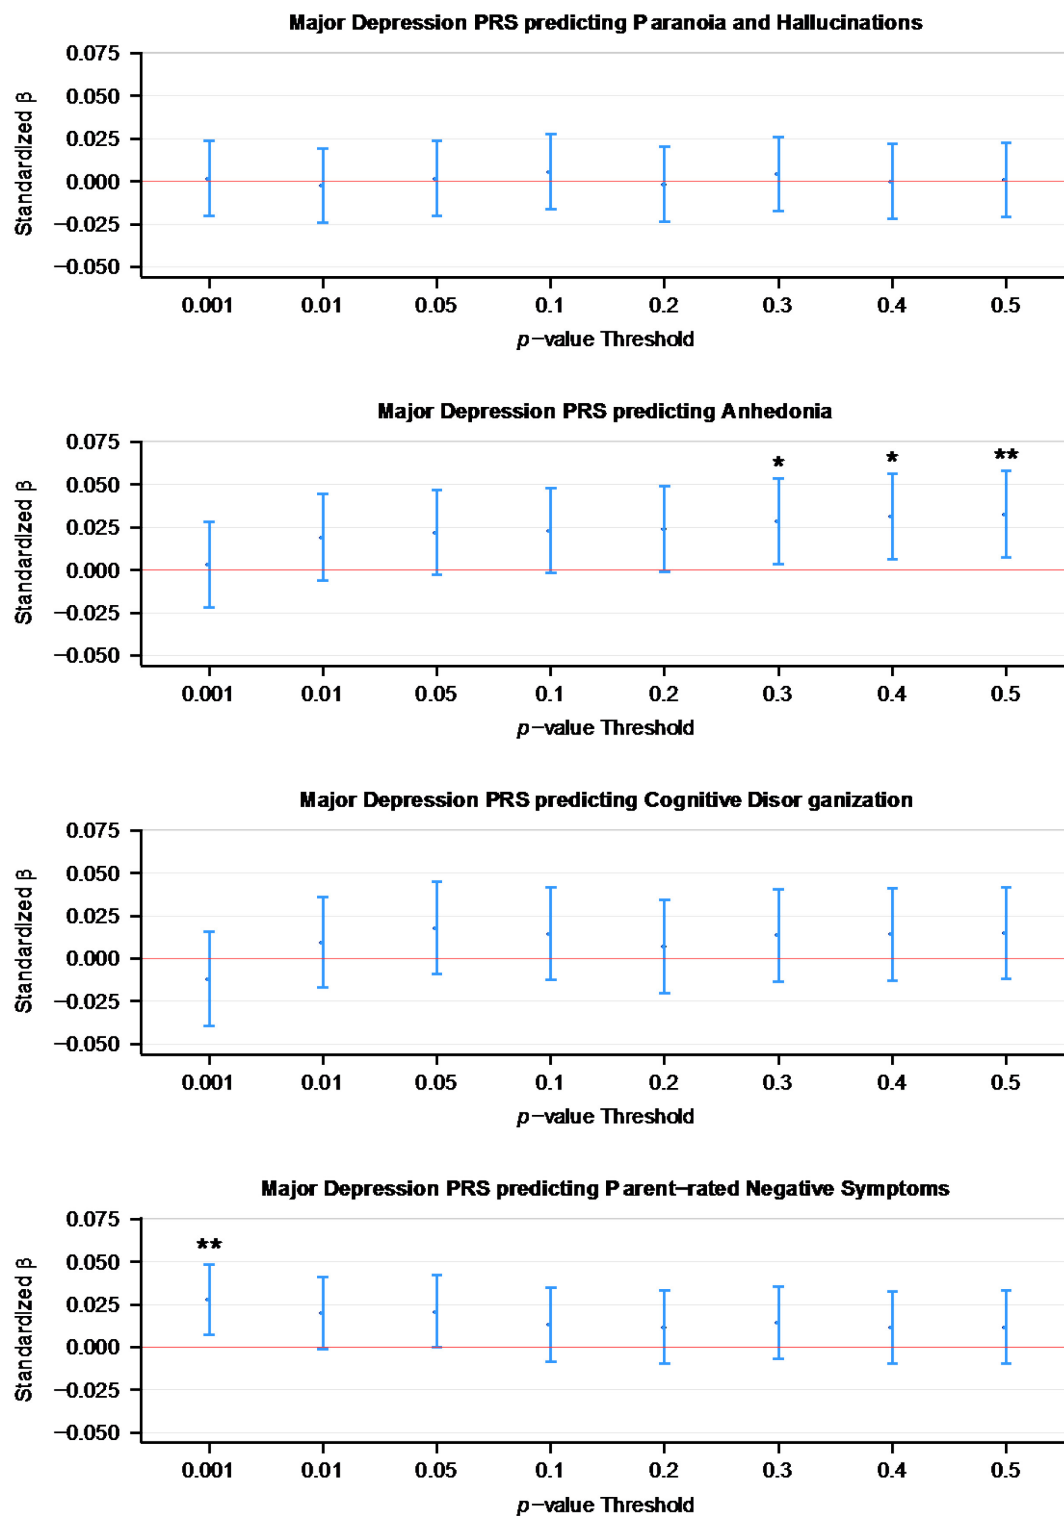 Major Depression PRS predicting Paranoia and Hallucinations
Standardized β
0.075
0.050
0.025
0.000
−0.025
−0.050
0.001 0.01 0.05 0.1 0.2 0.3 0.4 0.5
p−value Threshold
Major Depression PRS predicting Anhedonia
Standardized β
0.075
0.050
0.025
0.000
−0.025
−0.050
* * **
0.001 0.01 0.05 0.1 0.2 0.3 0.4 0.5
p−value Threshold
Major Depression PRS predicting Cognitive Disor ganization
Standardized β
0.075
0.050
0.025
0.000
−0.025
−0.050
0.001 0.01 0.05 0.1 0.2 0.3 0.4 0.5
p−value Threshold
Major Depression PRS predicting Parent−rated Negative Symptoms
Standardized β
0.075
0.050
0.025
0.000
−0.025
−0.050
**
0.001 0.01 0.05 0.1 0.2 0.3 0.4 0.5
p−value Threshold